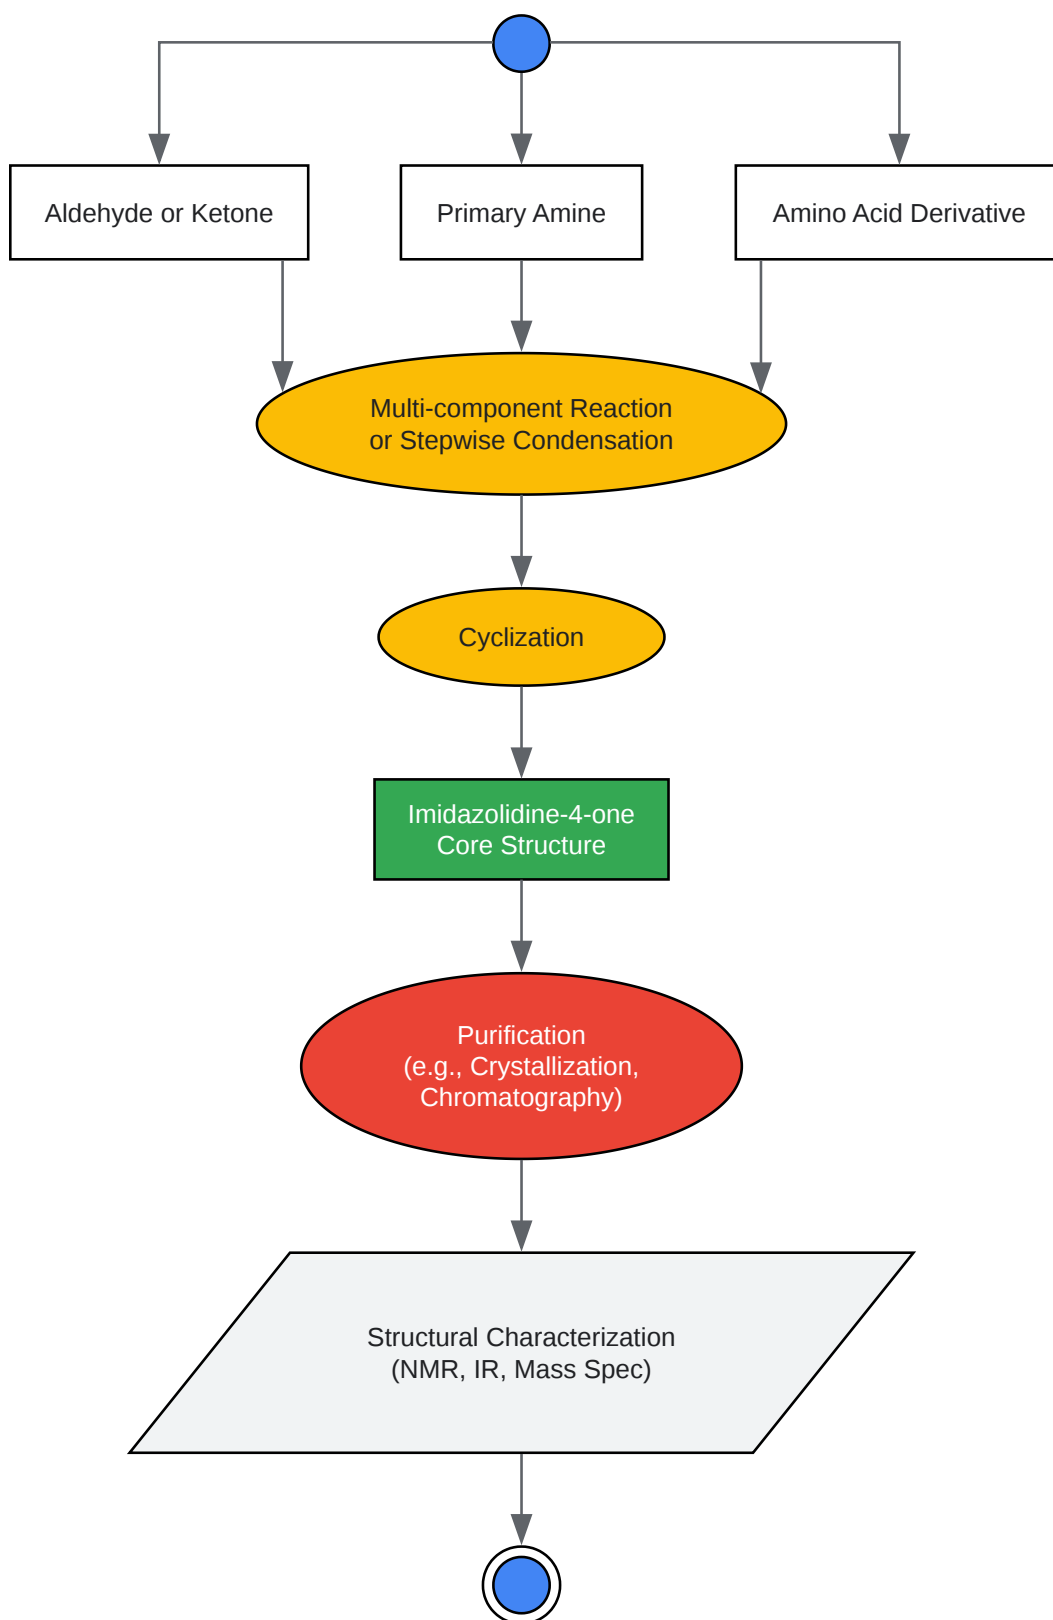 Aldehyde or Ketone
Primary Amine
Amino Acid Derivative
Multi-component Reaction
or Stepwise Condensation
Cyclization
Imidazolidine-4-one
Core Structure
Purification
(e.g., Crystallization,
Chromatography)
Structural Characterization
(NMR, IR, Mass Spec)